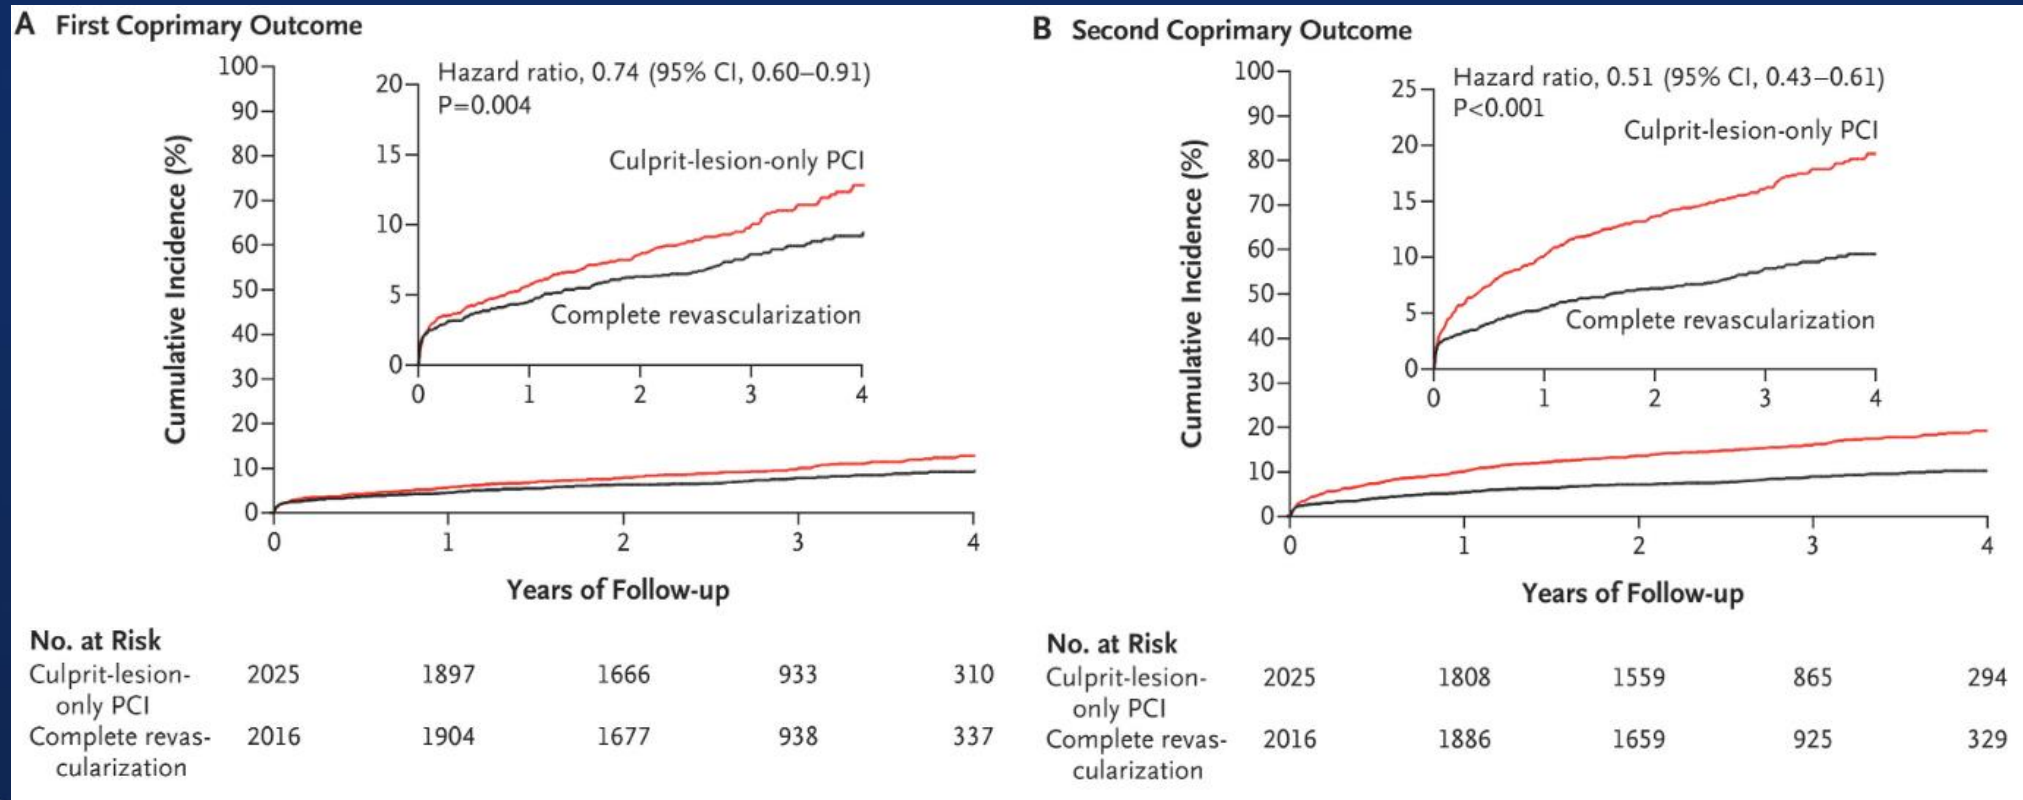 A First Coprimary Outcome
Hazard ratio, 0.74 (95% CI, 0.60–0.91)
P=0.004
Culprit-lesion-only PCI
Complete revascularization
20
15
10
5
0
0 1 2 3 4
Cumulative Incidence (%)
100
90
80
70
60
50
40
30
20
10
0
0 1 2 3 4
Years of Follow-up
No. at Risk
Culprit-lesion- 2025 1897 1666 933 310
only PCI
Complete revas- 2016 1904 1677 938 337
cularization
B Second Coprimary Outcome
Hazard ratio, 0.51 (95% CI, 0.43–0.61)
P<0.001
Culprit-lesion-only PCI
Complete revascularization
25
20
15
10
5
0
0 1 2 3 4
Cumulative Incidence (%)
100
90
80
70
60
50
40
30
20
10
0
0 1 2 3 4
Years of Follow-up
No. at Risk
Culprit-lesion- 2025 1808 1559 865 294
only PCI
Complete revas- 2016 1886 1659 925 329
cularization